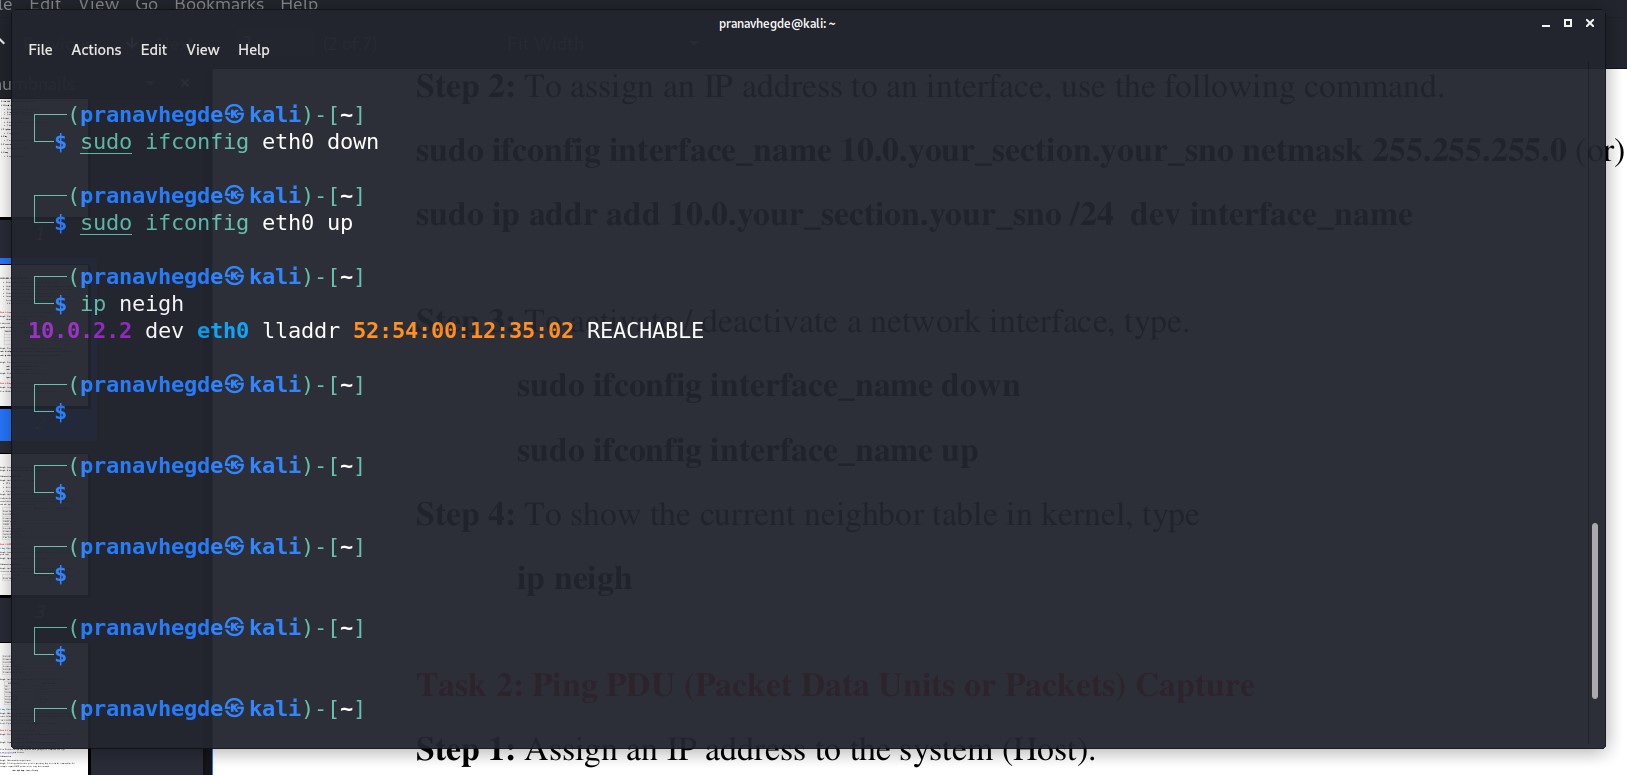 le Edit View Go Bookmarks Help
pranavhegde@kali: ~
File Actions Edit View Help
(2 of 7) Fit Width
Step 2: To assign an IP address to an interface, use the following command.
┌──(pranavhegde㉿kali)-[~]
└─$ sudo ifconfig eth0 down
sudo ifconfig interface_name 10.0.your_section.your_sno netmask 255.255.255.0 (or)
┌──(pranavhegde㉿kali)-[~]
└─$ sudo ifconfig eth0 up
sudo ip addr add 10.0.your_section.your_sno /24 dev interface_name
┌──(pranavhegde㉿kali)-[~]
└─$ ip neigh
10.0.2.2 dev eth0 lladdr 52:54:00:12:35:02 REACHABLE
Step 3: To activate / deactivate a network interface, type.
┌──(pranavhegde㉿kali)-[~]
└─$
sudo ifconfig interface_name down
┌──(pranavhegde㉿kali)-[~]
└─$
sudo ifconfig interface_name up
Step 4: To show the current neighbor table in kernel, type
┌──(pranavhegde㉿kali)-[~]
└─$
ip neigh
┌──(pranavhegde㉿kali)-[~]
└─$
Task 2: Ping PDU (Packet Data Units or Packets) Capture
┌──(pranavhegde㉿kali)-[~]
Step 1: Assign an IP address to the system (Host).